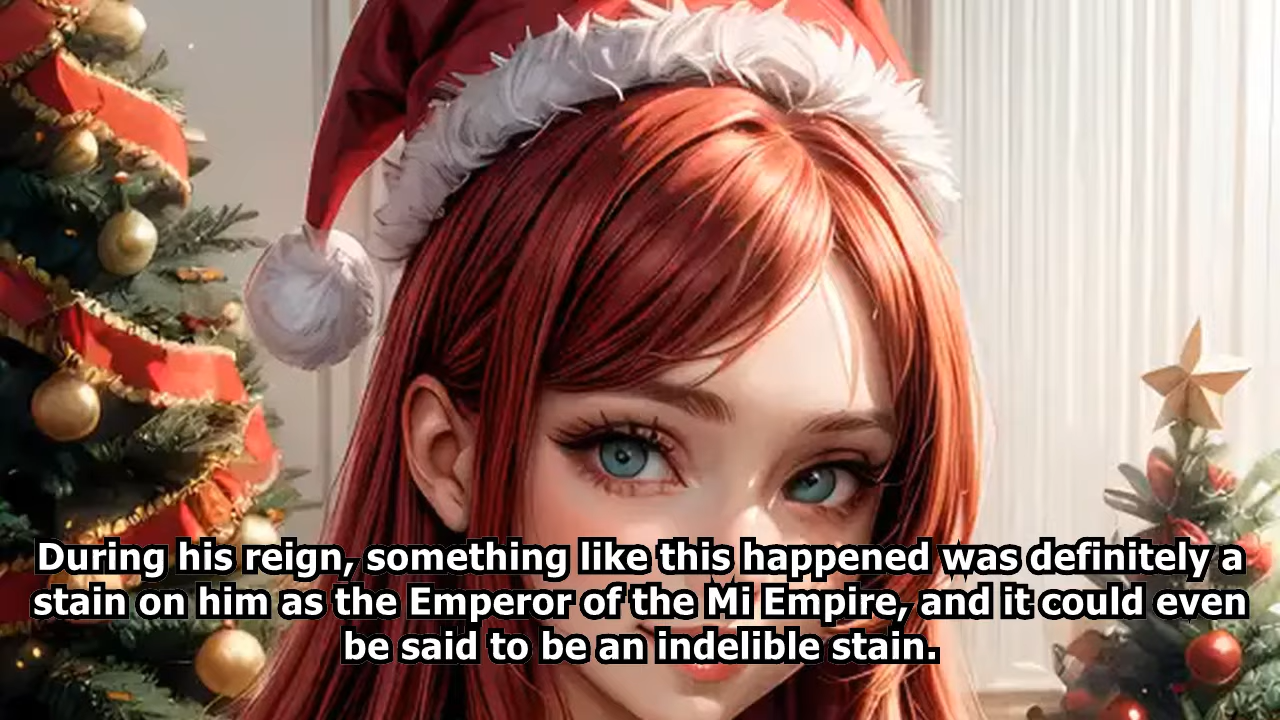 During his reign, something like this happened was definitely a
stain on him as the Emperor of the Mi Empire, and it could even
be said to be an indelible stain.